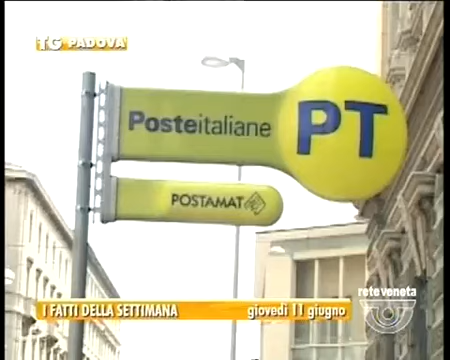 TG PADOVA
Posteitaliane
PT
POSTAMAT
rete veneta
I FATTI DELLA SETTIMANA
giovedì 11 giugno